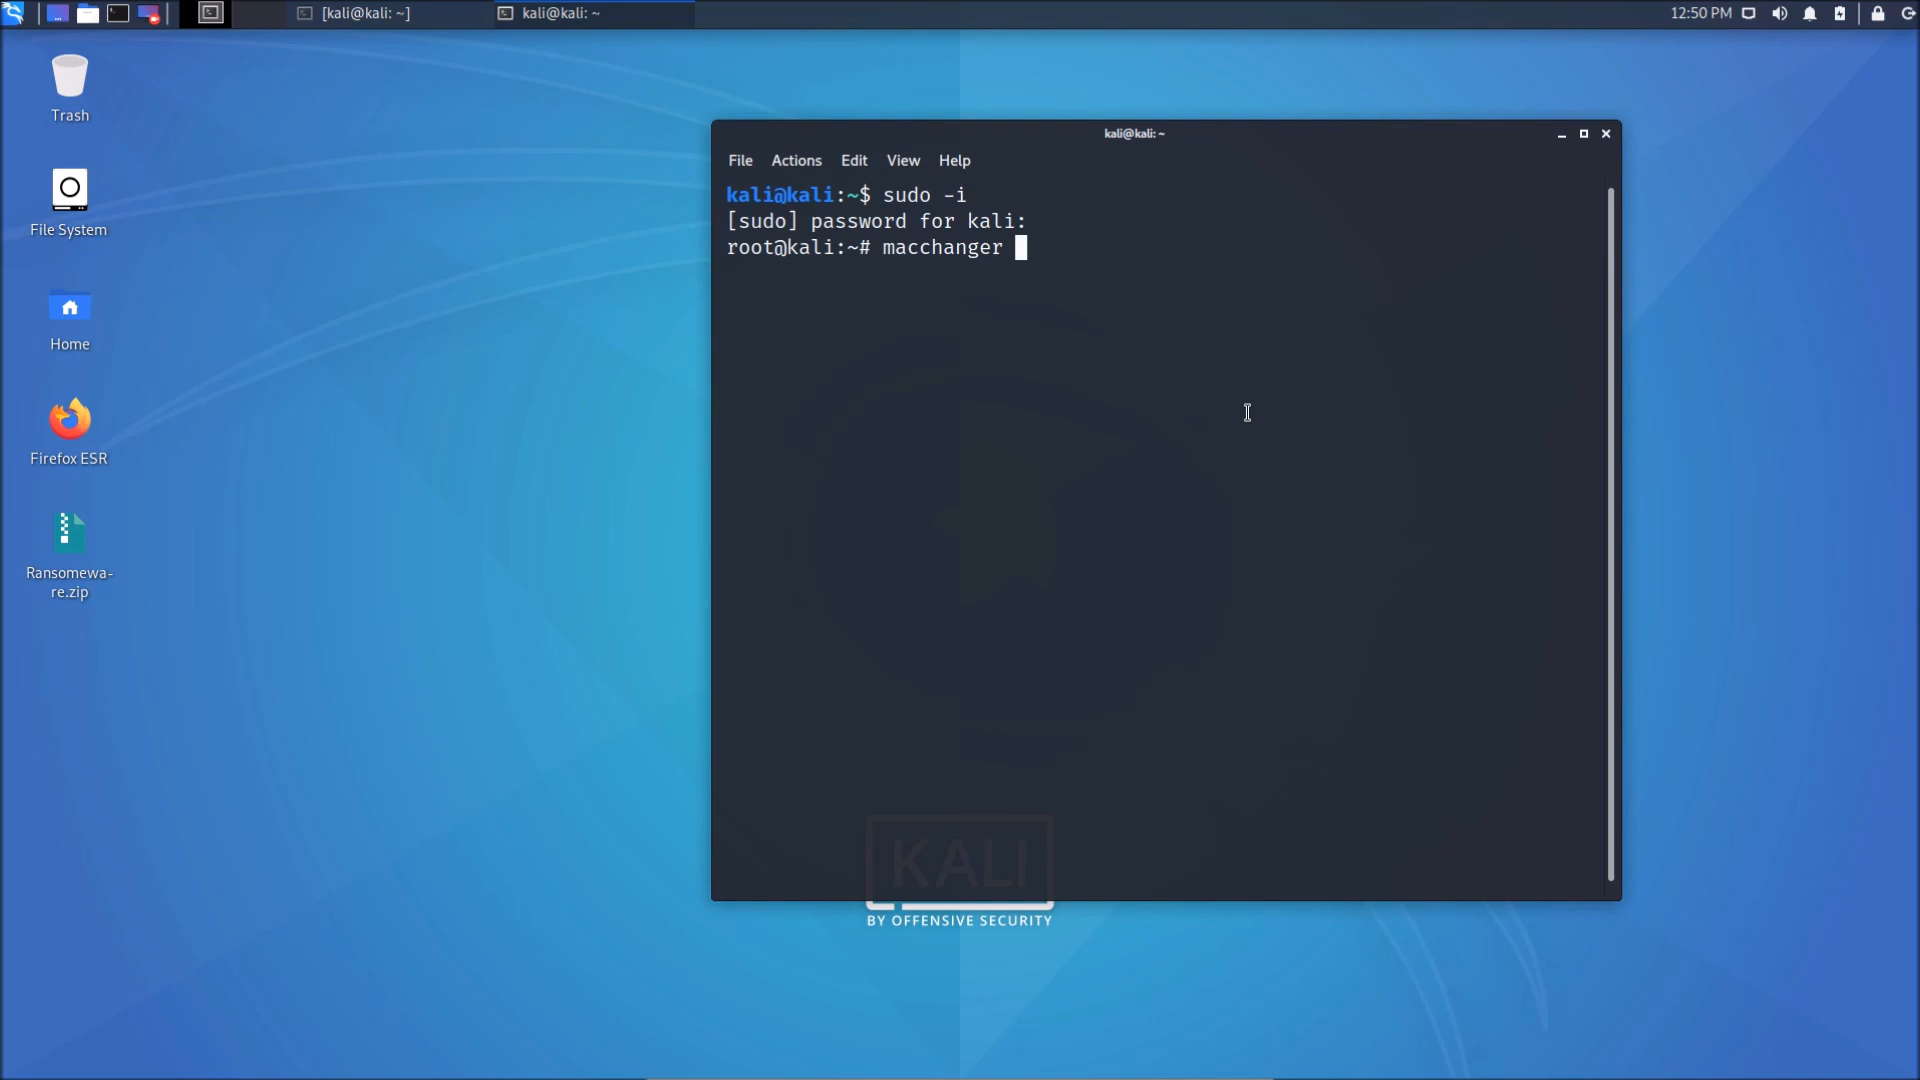 [kali@kali: ~]
kali@kali: ~
12:50 PM
Trash
File System
Home
Firefox ESR
Ransomewa-
re.zip
kali@kali: ~
File Actions Edit View Help
kali@kali:~$ sudo -i
[sudo] password for kali:
root@kali:~# macchanger
KALI
BY OFFENSIVE SECURITY